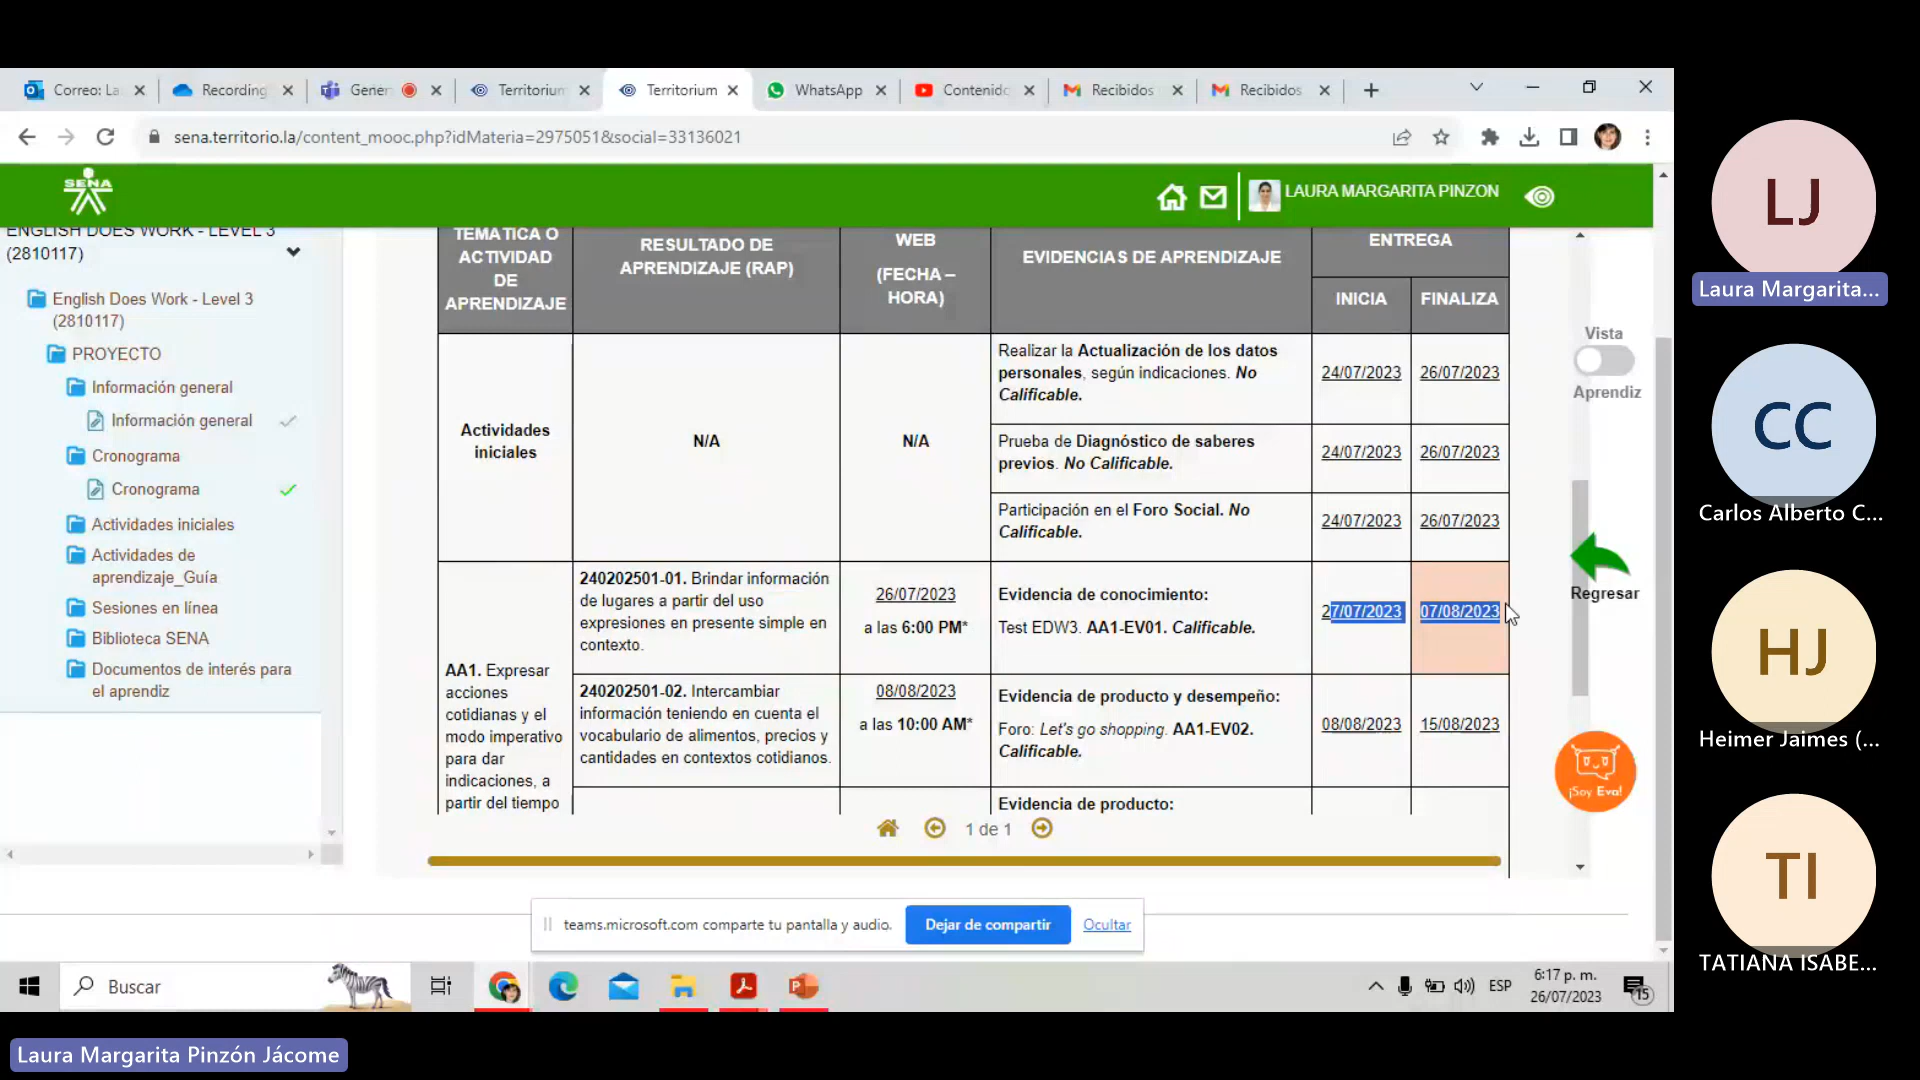 Correo: La
Recording
Gener
Territorium
Territorium
WhatsApp
Contenido
Recibidos
Recibidos
sena.territorio.la/content_mooc.php?idMateria=2975051&social=33136021
SENA
LAURA MARGARITA PINZON
ENGLISH DOES WORK - LEVEL 3
(2810117)
English Does Work - Level 3
(2810117)
PROYECTO
Información general
Información general
Cronograma
Cronograma
Actividades iniciales
Actividades de
aprendizaje_Guía
Sesiones en línea
Biblioteca SENA
Documentos de interés para
el aprendiz
TEMÁTICA O
ACTIVIDAD
DE
APRENDIZAJE
RESULTADO DE
APRENDIZAJE (RAP)
WEB
(FECHA –
HORA)
EVIDENCIAS DE APRENDIZAJE
ENTREGA
INICIA
FINALIZA
Actividades
iniciales
N/A
N/A
Realizar la Actualización de los datos
personales, según indicaciones. No
Calificable.
24/07/2023
26/07/2023
Prueba de Diagnóstico de saberes
previos. No Calificable.
24/07/2023
26/07/2023
Participación en el Foro Social. No
Calificable.
24/07/2023
26/07/2023
AA1. Expresar
acciones
cotidianas y el
modo imperativo
para dar
indicaciones, a
partir del tiempo
240202501-01. Brindar información
de lugares a partir del uso
expresiones en presente simple en
contexto.
26/07/2023
a las 6:00 PM*
Evidencia de conocimiento:
Test EDW3. AA1-EV01. Calificable.
27/07/2023
07/08/2023
240202501-02. Intercambiar
información teniendo en cuenta el
vocabulario de alimentos, precios y
cantidades en contextos cotidianos.
08/08/2023
a las 10:00 AM*
Evidencia de producto y desempeño:
Foro: Let's go shopping. AA1-EV02.
Calificable.
08/08/2023
15/08/2023
Evidencia de producto:
1 de 1
Vista
Aprendiz
Regresar
¡Soy Eva!
teams.microsoft.com comparte tu pantalla y audio.
Dejar de compartir
Ocultar
Buscar
ESP
6:17 p. m.
26/07/2023
15
LJ
Laura Margarita...
CC
Carlos Alberto C...
HJ
Heimer Jaimes (...
TI
TATIANA ISABE...
Laura Margarita Pinzón Jácome